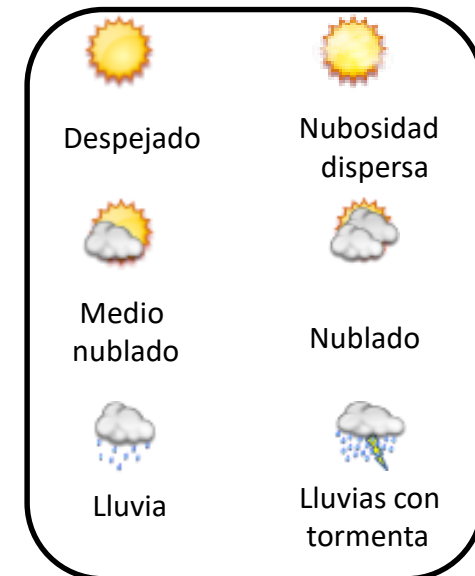 Despejado
Nubosidad
dispersa
Medio
nublado
Nublado
Lluvia
Lluvias con
tormenta